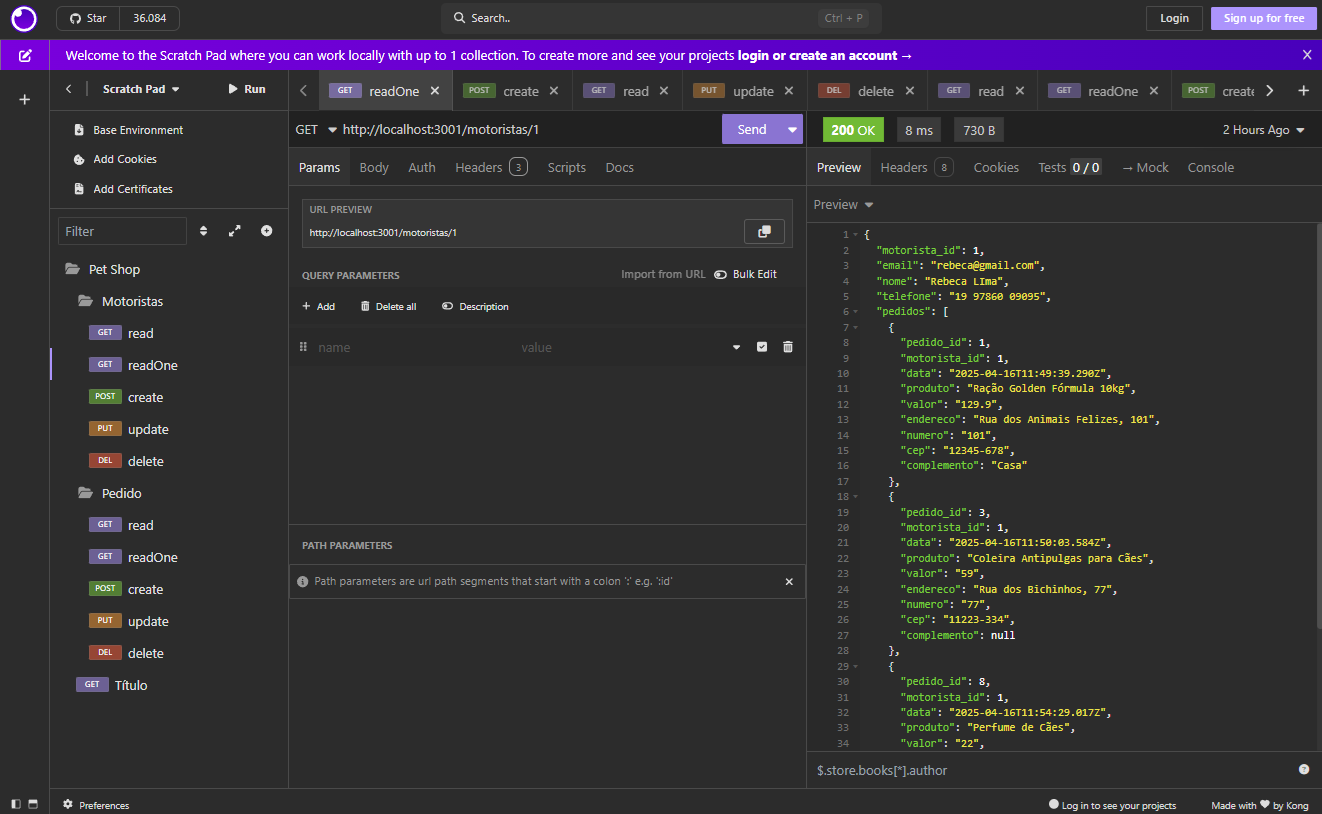 Star 36.084 Search.. Ctrl + P Login Sign up for free
Welcome to the Scratch Pad where you can work locally with up to 1 collection. To create more and see your projects login or create an account → X
Scratch Pad Run
Base Environment
Add Cookies
Add Certificates
Filter
Pet Shop
Motoristas
GET read
GET readOne
POST create
PUT update
DEL delete
Pedido
GET read
GET readOne
POST create
PUT update
DEL delete
GET Título
GET readOne POST create GET read PUT update DEL delete GET read GET readOne POST create
GET http://localhost:3001/motoristas/1 Send
Params Body Auth Headers 3 Scripts Docs
URL PREVIEW
http://localhost:3001/motoristas/1
QUERY PARAMETERS Import from URL Bulk Edit
+ Add Delete all Description
name value
PATH PARAMETERS
Path parameters are url path segments that start with a colon ':' e.g. ':id'
200 OK 8 ms 730 B 2 Hours Ago
Preview Headers 8 Cookies Tests 0 / 0 → Mock Console
Preview
1 {
2 "motorista_id": 1,
3 "email": "rebeca@gmail.com",
4 "nome": "Rebeca LIma",
5 "telefone": "19 97860 09095",
6 "pedidos": [
7 {
8 "pedido_id": 1,
9 "motorista_id": 1,
10 "data": "2025-04-16T11:49:39.290Z",
11 "produto": "Ração Golden Fórmula 10kg",
12 "valor": "129.9",
13 "endereco": "Rua dos Animais Felizes, 101",
14 "numero": "101",
15 "cep": "12345-678",
16 "complemento": "Casa"
17 },
18 {
19 "pedido_id": 3,
20 "motorista_id": 1,
21 "data": "2025-04-16T11:50:03.584Z",
22 "produto": "Coleira Antipulgas para Cães",
23 "valor": "59",
24 "endereco": "Rua dos Bichinhos, 77",
25 "numero": "77",
26 "cep": "11223-334",
27 "complemento": null
28 },
29 {
30 "pedido_id": 8,
31 "motorista_id": 1,
32 "data": "2025-04-16T11:54:29.017Z",
33 "produto": "Perfume de Cães",
34 "valor": "22",
$.store.books[*].author
Preferences Log in to see your projects Made with ❤ by Kong